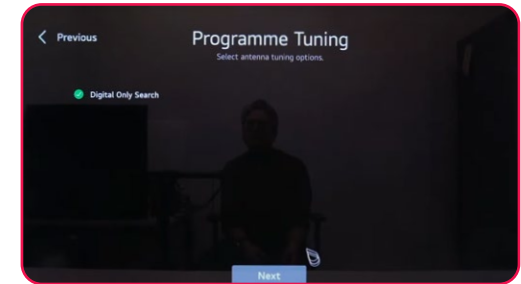 Previous
Programme Tuning
Select antenna tuning options.
Digital Only Search
Next